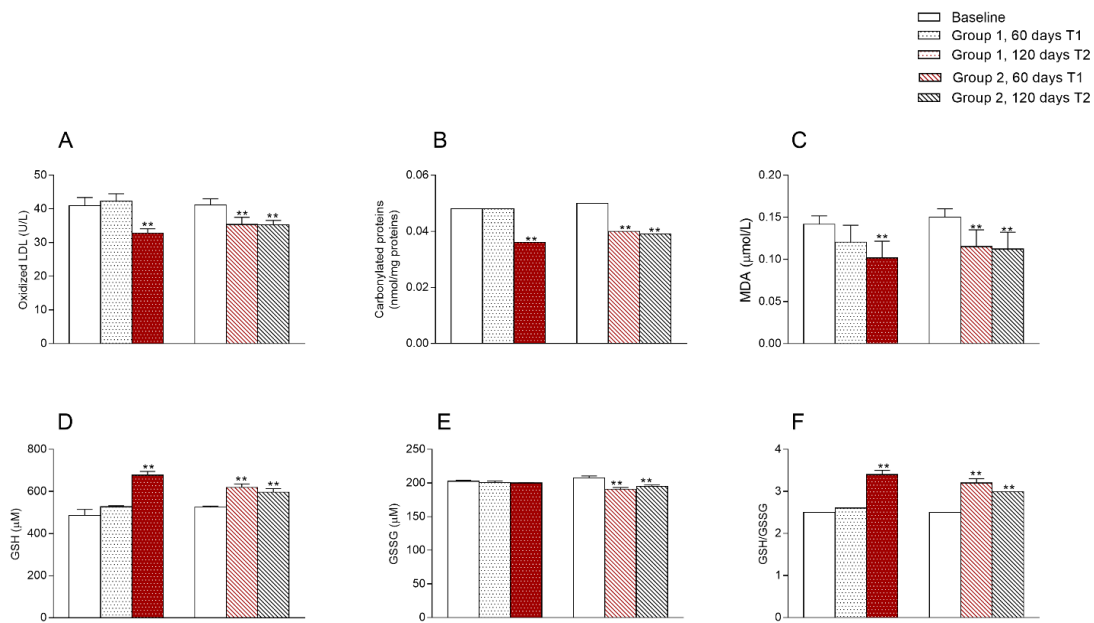 Baseline
Group 1, 60 days T1
Group 1, 120 days T2
Group 2, 60 days T1
Group 2, 120 days T2
A
B
C
50
40
30
20
10
0
Oxidized LDL (U/L)
**
** **
0.06
0.04
0.02
0.00
Carbonylated proteins
(nmol/mg proteins)
**
** **
0.20
0.15
0.10
0.05
0.00
MDA (μmol/L)
**
** **
D
E
F
800
600
400
200
0
GSH (μM)
**
** **
250
200
150
100
50
0
GSSG (μM)
** **
4
3
2
1
0
GSH/GSSG
**
**
**